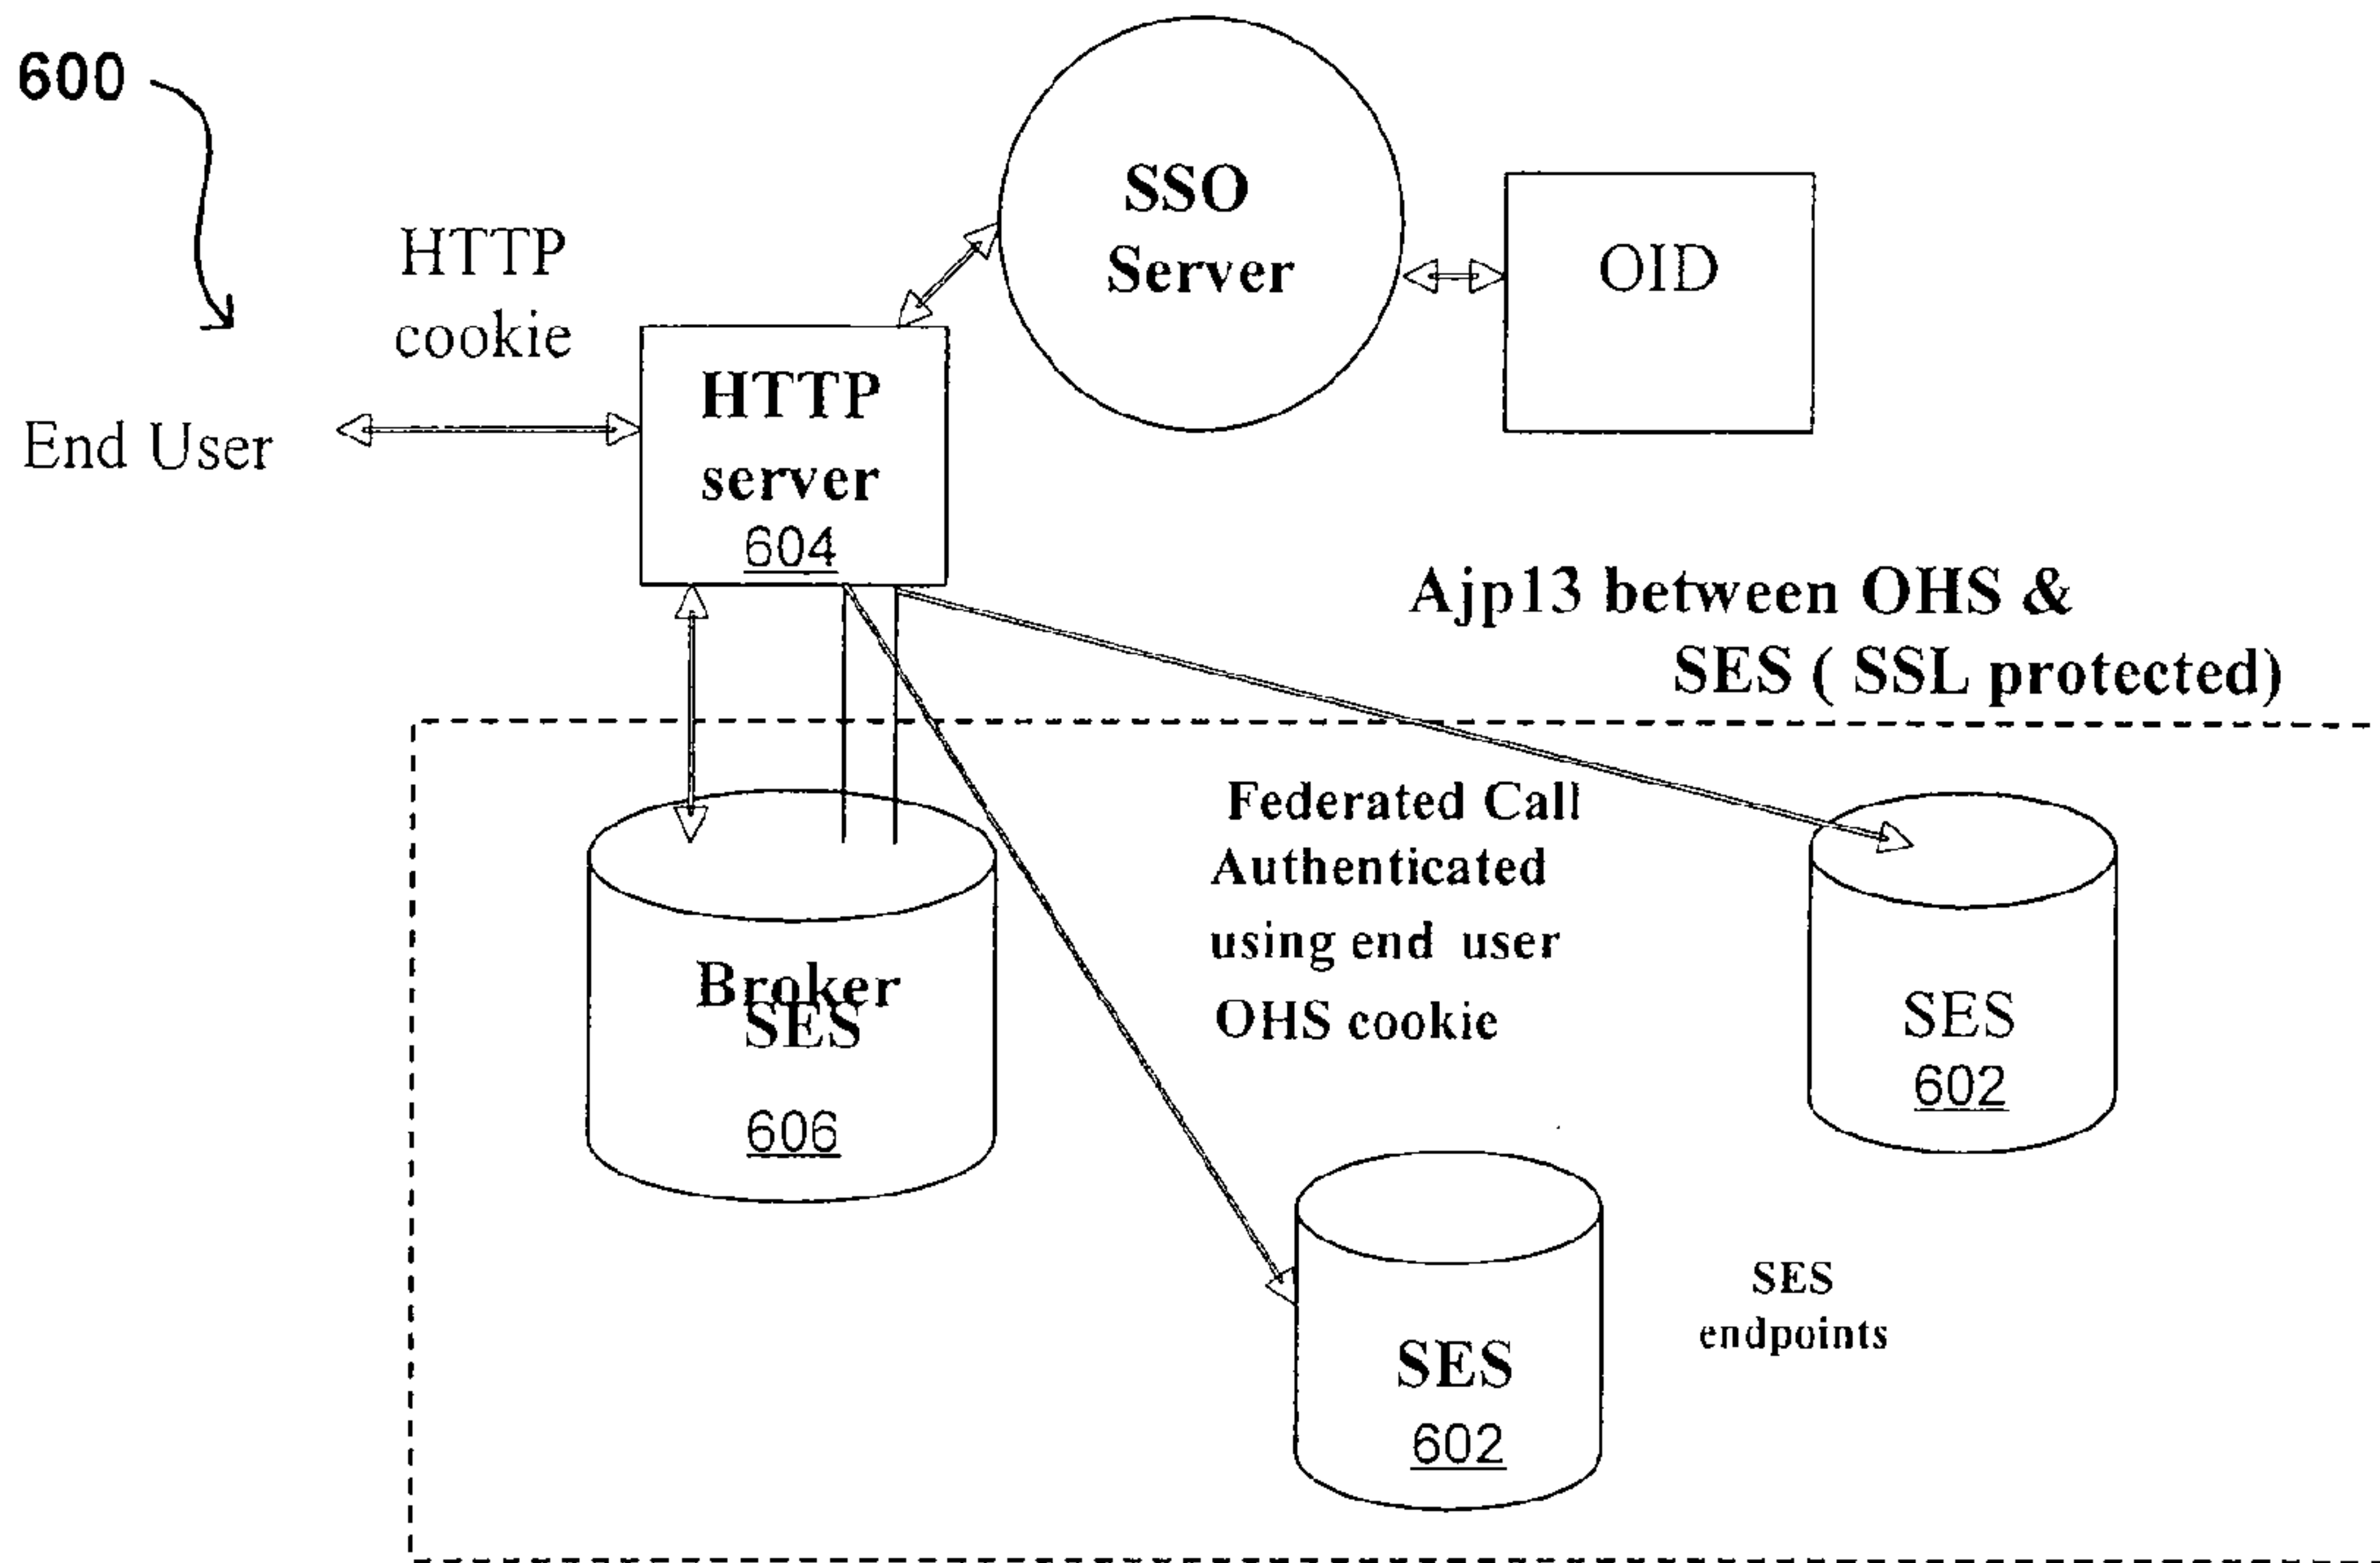 600
HTTP
cookie
End User
SSO
Server
OID
HTTP
server
604
Ajp13 between OHS &
SES ( SSL protected)
Federated Call
Authenticated
using end user
OHS cookie
Broker
SES
606
SES
602
SES
602
SES
endpoints